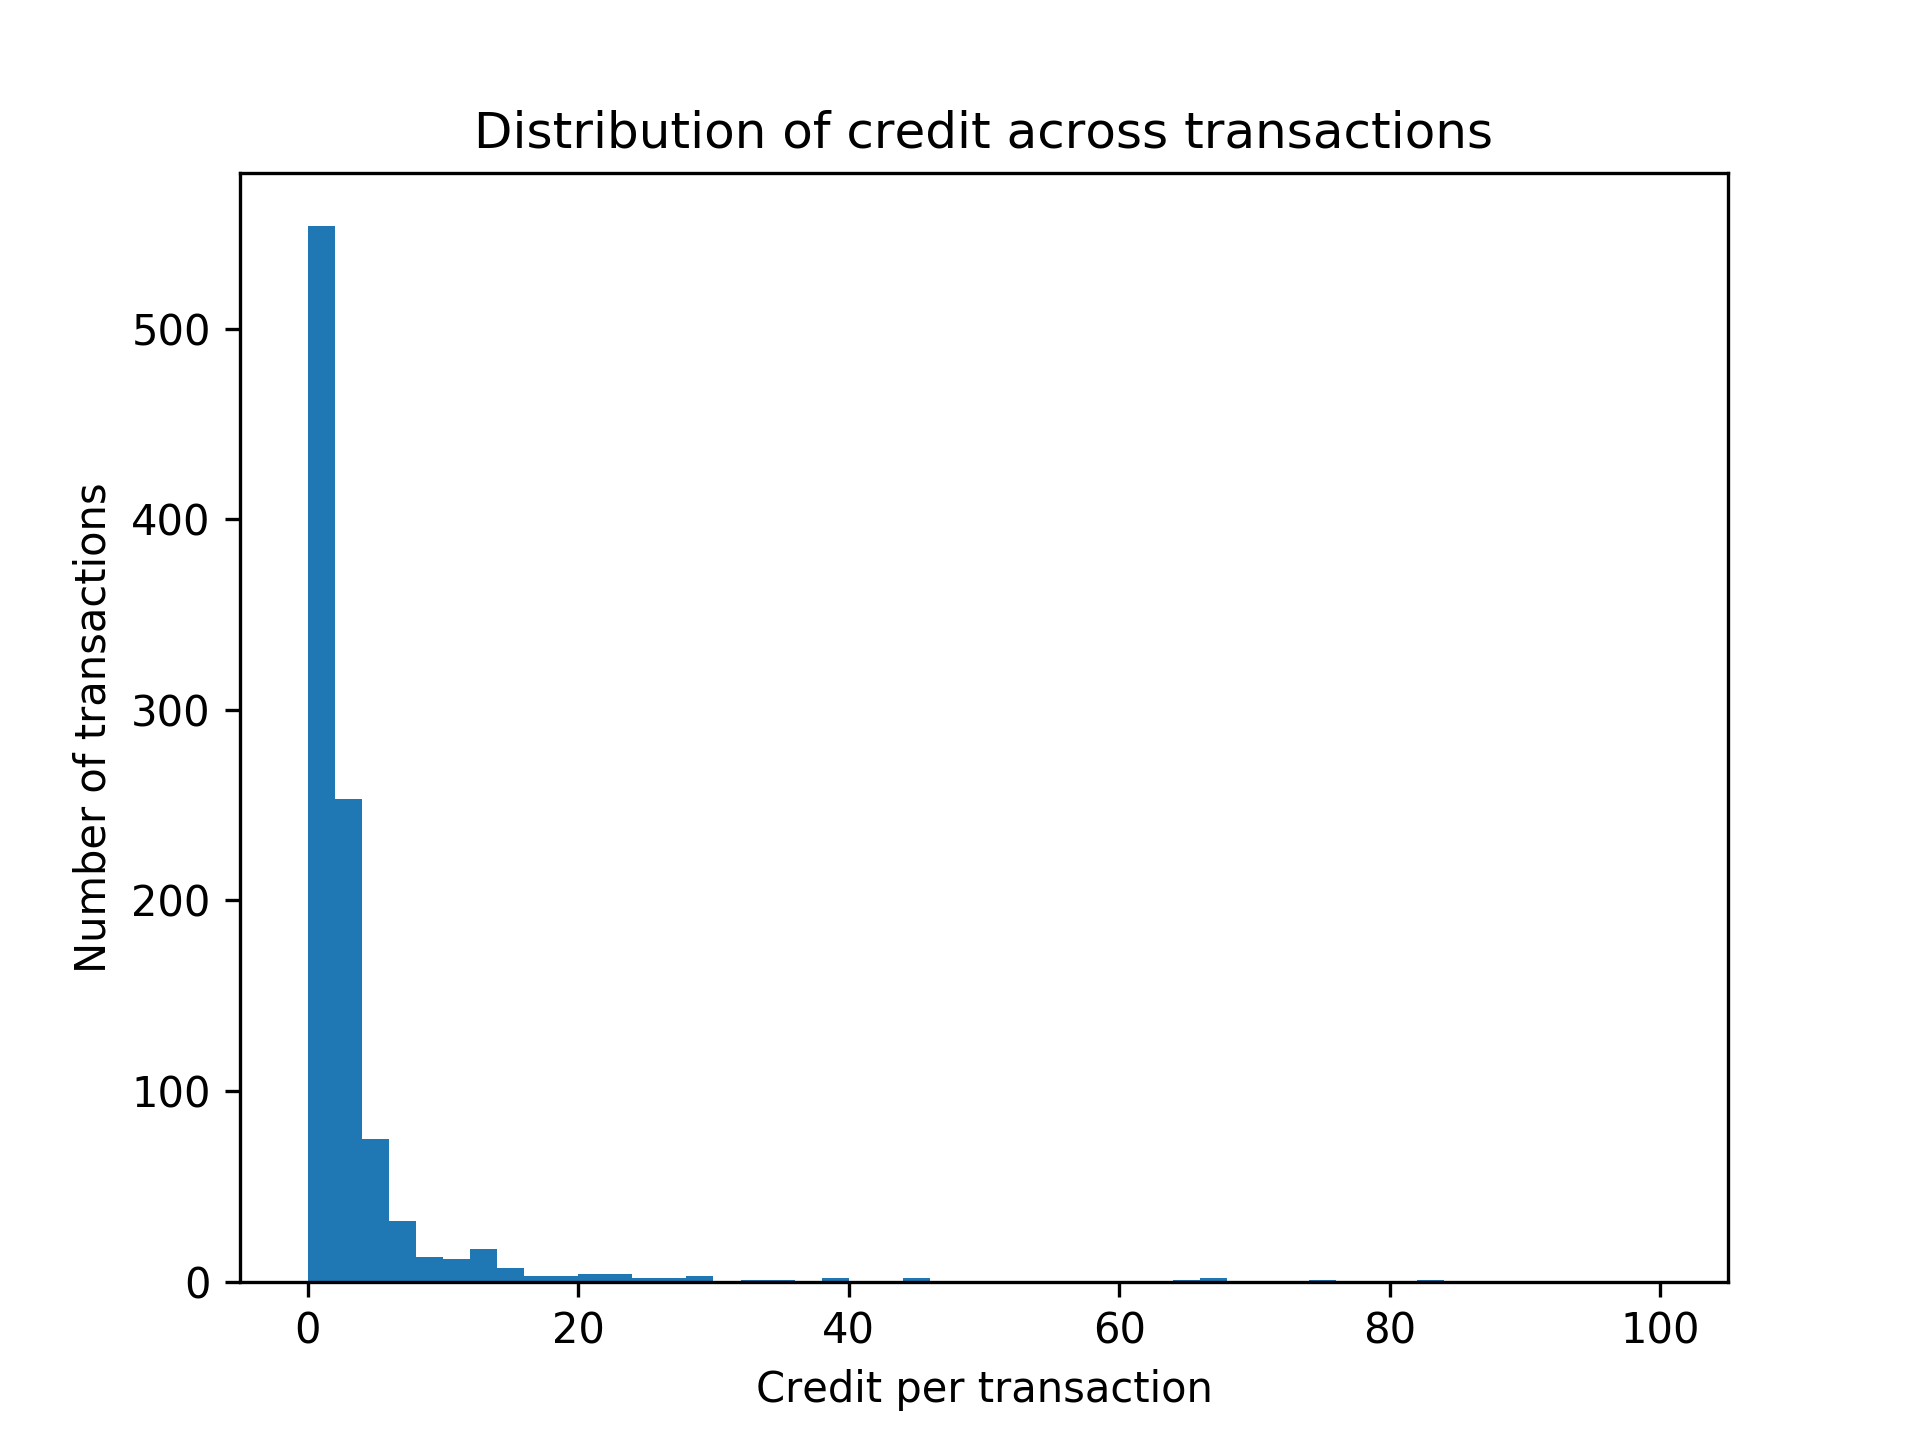 Distribution of credit across transactions
Number of transactions
500
400
300
200
100
0
0 20 40 60 80 100
Credit per transaction